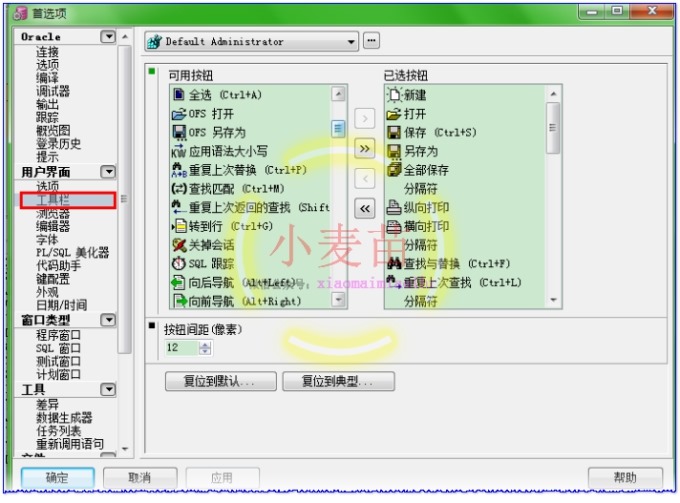 首选项
Oracle
连接
选项
编译
调试器
输出
跟踪
概览图
登录历史
提示
用户界面
选项
工具栏
浏览器
编辑器
字体
PL/SQL 美化器
代码助手
键配置
外观
日期/时间
窗口类型
程序窗口
SQL 窗口
测试窗口
计划窗口
工具
差异
数据生成器
任务列表
重新调用语句
Default Administrator
可用按钮
全选 (Ctrl+A)
OFS 打开
OFS 另存为
KW 应用语法大小写
重复上次替换 (Ctrl+P)
查找匹配 (Ctrl+M)
重复上次返回的查找 (Shift
转到行 (Ctrl+G)
关掉会话
SQL 跟踪
向后导航 (Alt+Left)
向前导航 (Alt+Right)
已选按钮
新建
打开
保存 (Ctrl+S)
另存为
全部保存
分隔符
纵向打印
横向打印
分隔符
查找与替换 (Ctrl+F)
重复上次查找 (Ctrl+L)
分隔符
小麦苗
按钮间距(像素)
12
复位到默认...
复位到典型...
确定
取消
应用
帮助